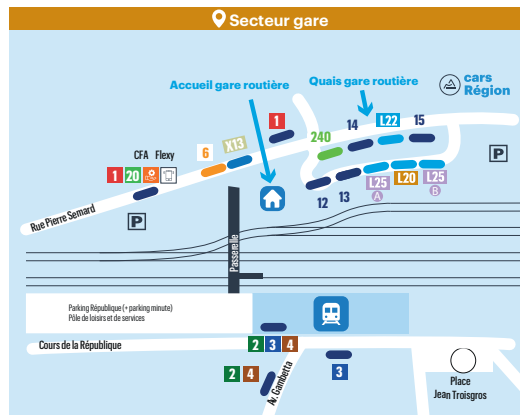 Secteur gare
Accueil gare routière
Quais gare routière
cars
Région
1
14
L22
15
240
X13
6
CFA Flexy
1 20
P
P
12
13
L25
A
L20
L25
B
Rue Pierre Semard
Passerelle
Parking République (+ parking minute)
Pôle de loisirs et de services
Cours de la République
2 3 4
3
2 4
Av. Gambetta
Place
Jean Troisgros